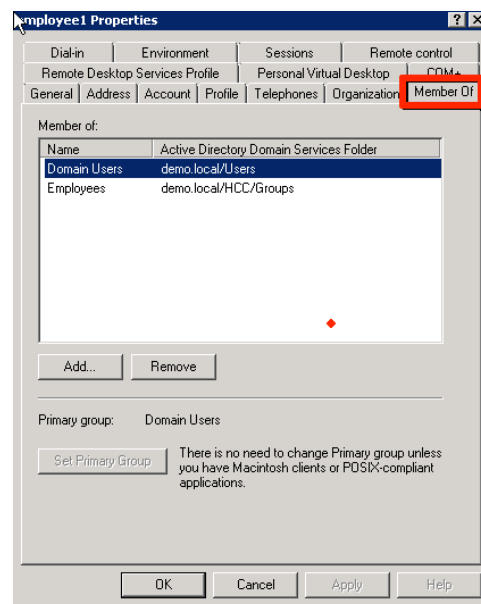 employee1 Properties
Dial-in Environment Sessions Remote control
Remote Desktop Services Profile Personal Virtual Desktop COM+
General Address Account Profile Telephones Organization Member Of
Member of:
Name Active Directory Domain Services Folder
Domain Users demo.local/Users
Employees demo.local/HCC/Groups
Add... Remove
Primary group: Domain Users
Set Primary Group
There is no need to change Primary group unless
you have Macintosh clients or POSIX-compliant
applications.
OK Cancel Apply Help